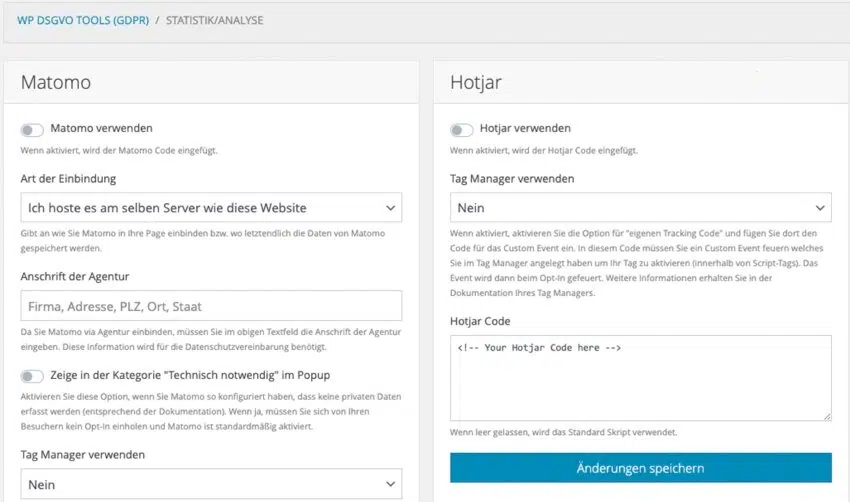 WP DSGVO TOOLS (GDPR) / STATISTIK/ANALYSE
Matomo
Matomo verwenden
Wenn aktiviert, wird der Matomo Code eingefügt.
Art der Einbindung
Ich hoste es am selben Server wie diese Website
Gibt an wie Sie Matomo in Ihre Page einbinden bzw. wo letztendlich die Daten von Matomo
gespeichert werden.
Anschrift der Agentur
Firma, Adresse, PLZ, Ort, Staat
Da Sie Matomo via Agentur einbinden, müssen Sie im obigen Textfeld die Anschrift der Agentur
eingeben. Diese Information wird für die Datenschutzvereinbarung benötigt.
Zeige in der Kategorie "Technisch notwendig" im Popup
Aktivieren Sie diese Option, wenn Sie Matomo so konfiguriert haben, dass keine privaten Daten
erfasst werden (entsprechend der Dokumentation). Wenn ja, müssen Sie sich von Ihren
Besuchern kein Opt-In einholen und Matomo ist standardmäßig aktiviert.
Tag Manager verwenden
Nein
Hotjar
Hotjar verwenden
Wenn aktiviert, wird der Hotjar Code eingefügt.
Tag Manager verwenden
Nein
Wenn aktiviert, aktivieren Sie die Option für "eigenen Tracking Code" und fügen Sie dort den
Code für das Custom Event ein. In diesem Code müssen Sie ein Custom Event feuern welches
Sie im Tag Manager angelegt haben um Ihr Tag zu aktivieren (innerhalb von Script-Tags). Das
Event wird dann beim Opt-In gefeuert. Weitere Informationen erhalten Sie in der
Dokumentation Ihres Tag Managers.
Hotjar Code
<!-- Your Hotjar Code here -->
Wenn leer gelassen, wird das Standard Skript verwendet.
Änderungen speichern